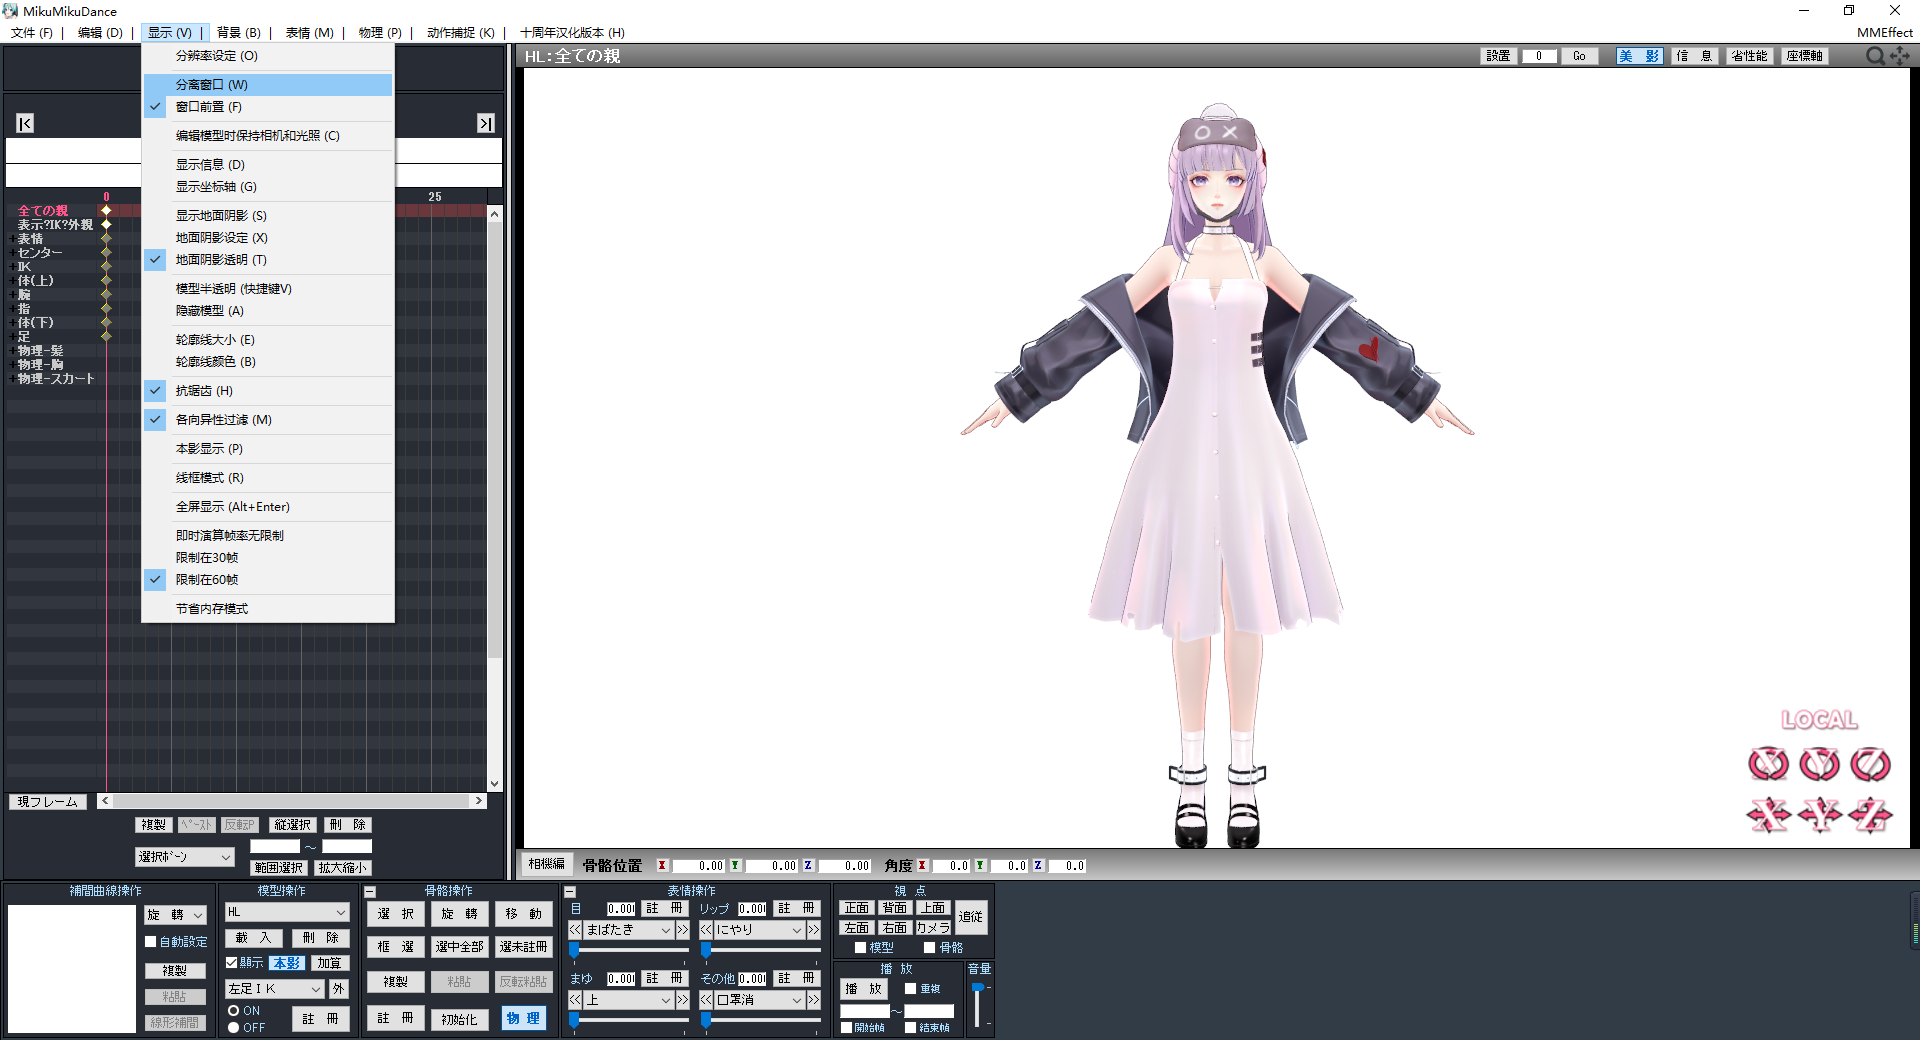 MikuMikuDance
文件 (F) | 编辑 (D) | 显示 (V) | 背景 (B) | 表情 (M) | 物理 (P) | 动作捕捉 (K) | 十周年汉化版本 (H)
MMEffect
分辨率设定 (O)
分离窗口 (W)
窗口前置 (F)
编辑模型时保持相机和光照 (C)
显示信息 (D)
显示坐标轴 (G)
显示地面阴影 (S)
地面阴影设定 (X)
地面阴影透明 (T)
模型半透明 (快捷键V)
隐藏模型 (A)
轮廓线大小 (E)
轮廓线颜色 (B)
抗锯齿 (H)
各向异性过滤 (M)
本影显示 (P)
线框模式 (R)
全屏显示 (Alt+Enter)
即时演算帧率无限制
限制在30帧
限制在60帧
节省内存模式
HL:全ての親
設置 0 Go 美 影 信 息 省性能 座標軸
0 25
全ての親
表示?IK?外親
表情
センター
IK
体(上)
腕
指
体(下)
足
物理-髪
物理-胸
物理-スカート
O X
LOCAL
X Y Z
X Y Z
現フレーム
複製 ペースト 反転P 縦選択 刪 除
選択ボーン ～
範囲選択 拡大縮小
相機編 骨骼位置 X 0.00 Y 0.00 Z 0.00 角度 X 0.0 Y 0.0 Z 0.0
補間曲線操作
旋 轉
自動設定
複製
粘貼
線形補間
模型操作
HL
載 入 刪 除
顯示 本影 加算
左足ＩＫ 外
ON
OFF
註 冊
骨骼操作
選 択 旋 轉 移 動
框 選 選中全部 選未註冊
複製 粘貼 反転粘貼
註 冊 初始化 物 理
表情操作
目 0.00 註 冊 リップ 0.00 註 冊
<< まばたき >> << にやり >>
まゆ 0.00 註 冊 その他 0.00 註 冊
<< 上 >> << 口罩消 >>
視 点
正面 背面 上面 追従
左面 右面 カメラ
模型 骨骼
播 放
播 放 重複
～
開始幀 結束幀
音量